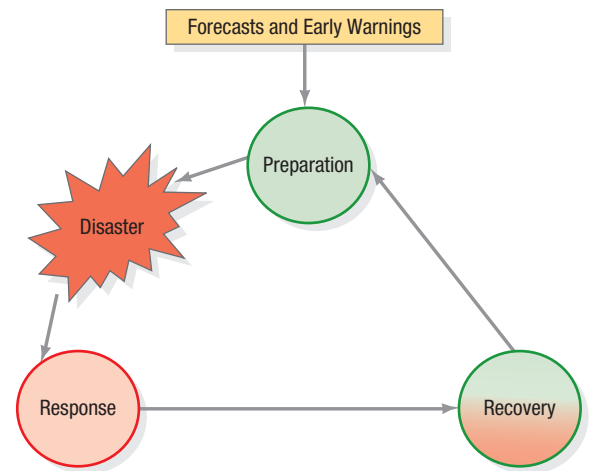 Forecasts and Early Warnings
Preparation
Disaster
Response
Recovery